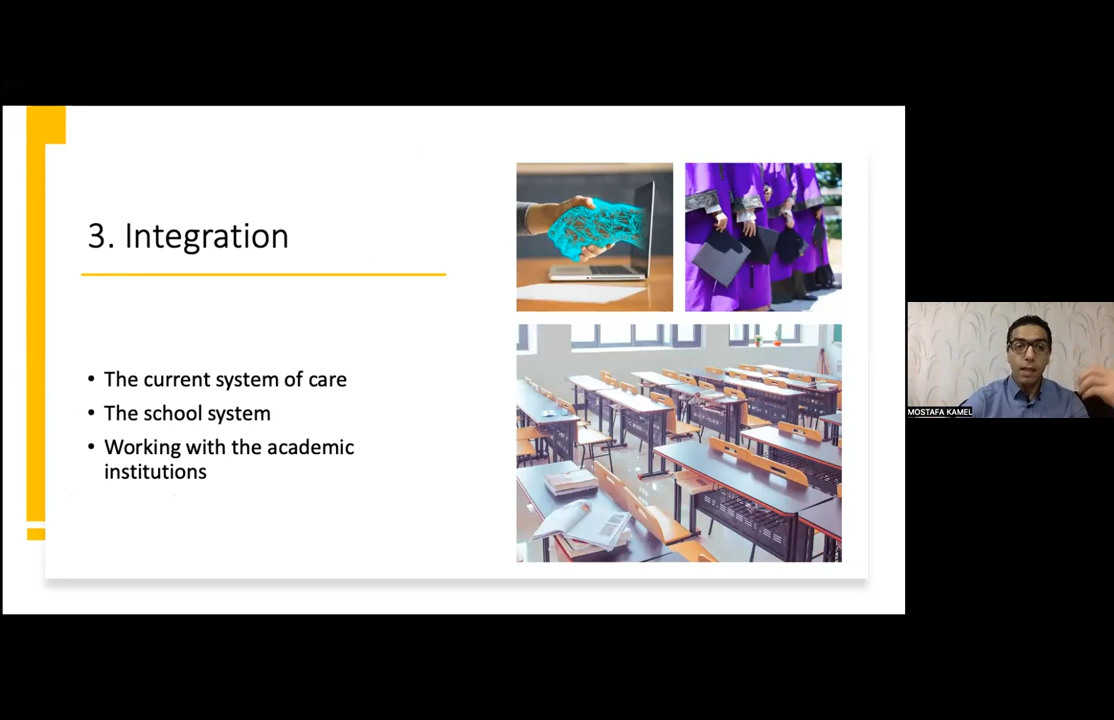 3. Integration
• The current system of care
• The school system
• Working with the academic
institutions
MOSTAFA KAMEL